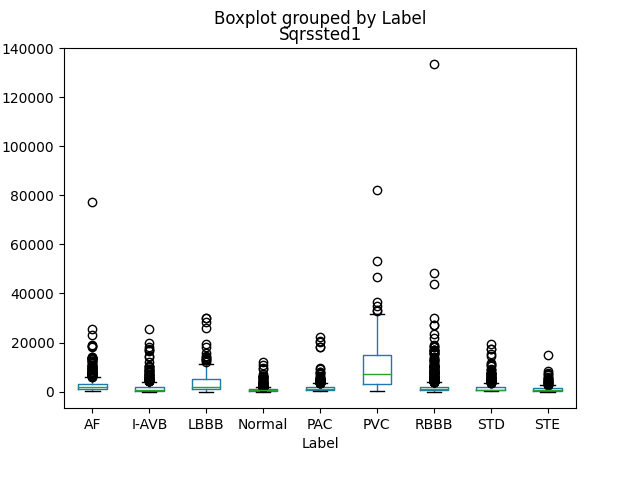 Boxplot grouped by Label
Sqrssted1
140000
120000
100000
80000
60000
40000
20000
0
AF I-AVB LBBB Normal PAC PVC RBBB STD STE
Label